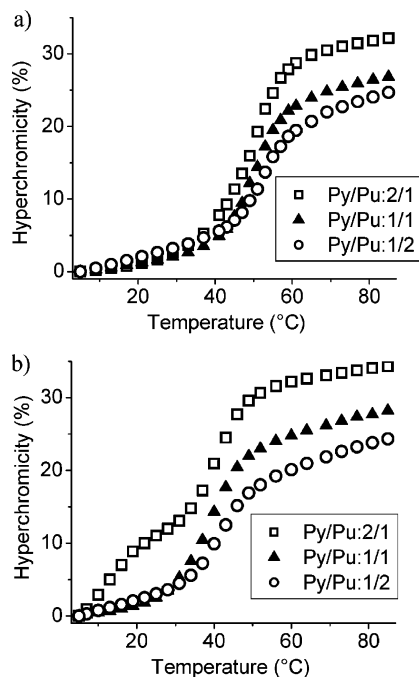 a)
Hyperchromicity (%)
30
20
10
0
20
40
60
80
Temperature (°C)
Py/Pu:2/1
Py/Pu:1/1
Py/Pu:1/2
b)
Hyperchromicity (%)
30
20
10
0
20
40
60
80
Temperature (°C)
Py/Pu:2/1
Py/Pu:1/1
Py/Pu:1/2